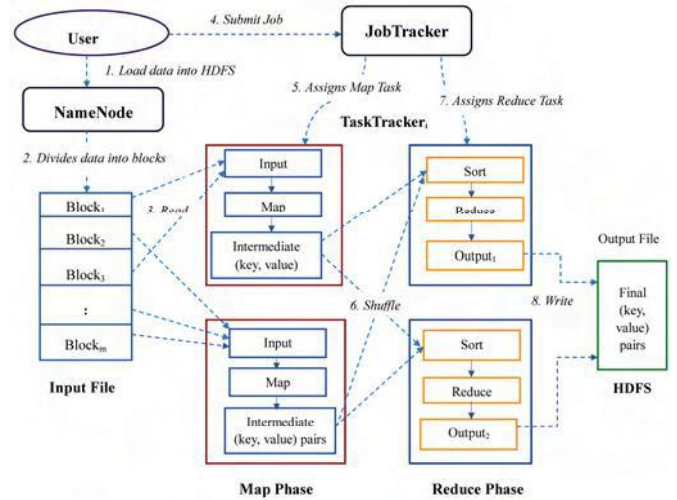 4. Submit Job
User
JobTracker
1. Load data into HDFS
5. Assigns Map Task
7. Assigns Reduce Task
NameNode
TaskTrackerᵢ
2. Divides data into blocks
Input
Sort
Block₁
3. Read
Map
Reduce
Block₂
Intermediate
(key, value)
Output₁
Output File
Block₃
6. Shuffle
8. Write
Final
(key,
value)
pairs
:
Input
Sort
Blockₘ
Map
Reduce
Input File
HDFS
Intermediate
(key, value) pairs
Output₂
Map Phase
Reduce Phase